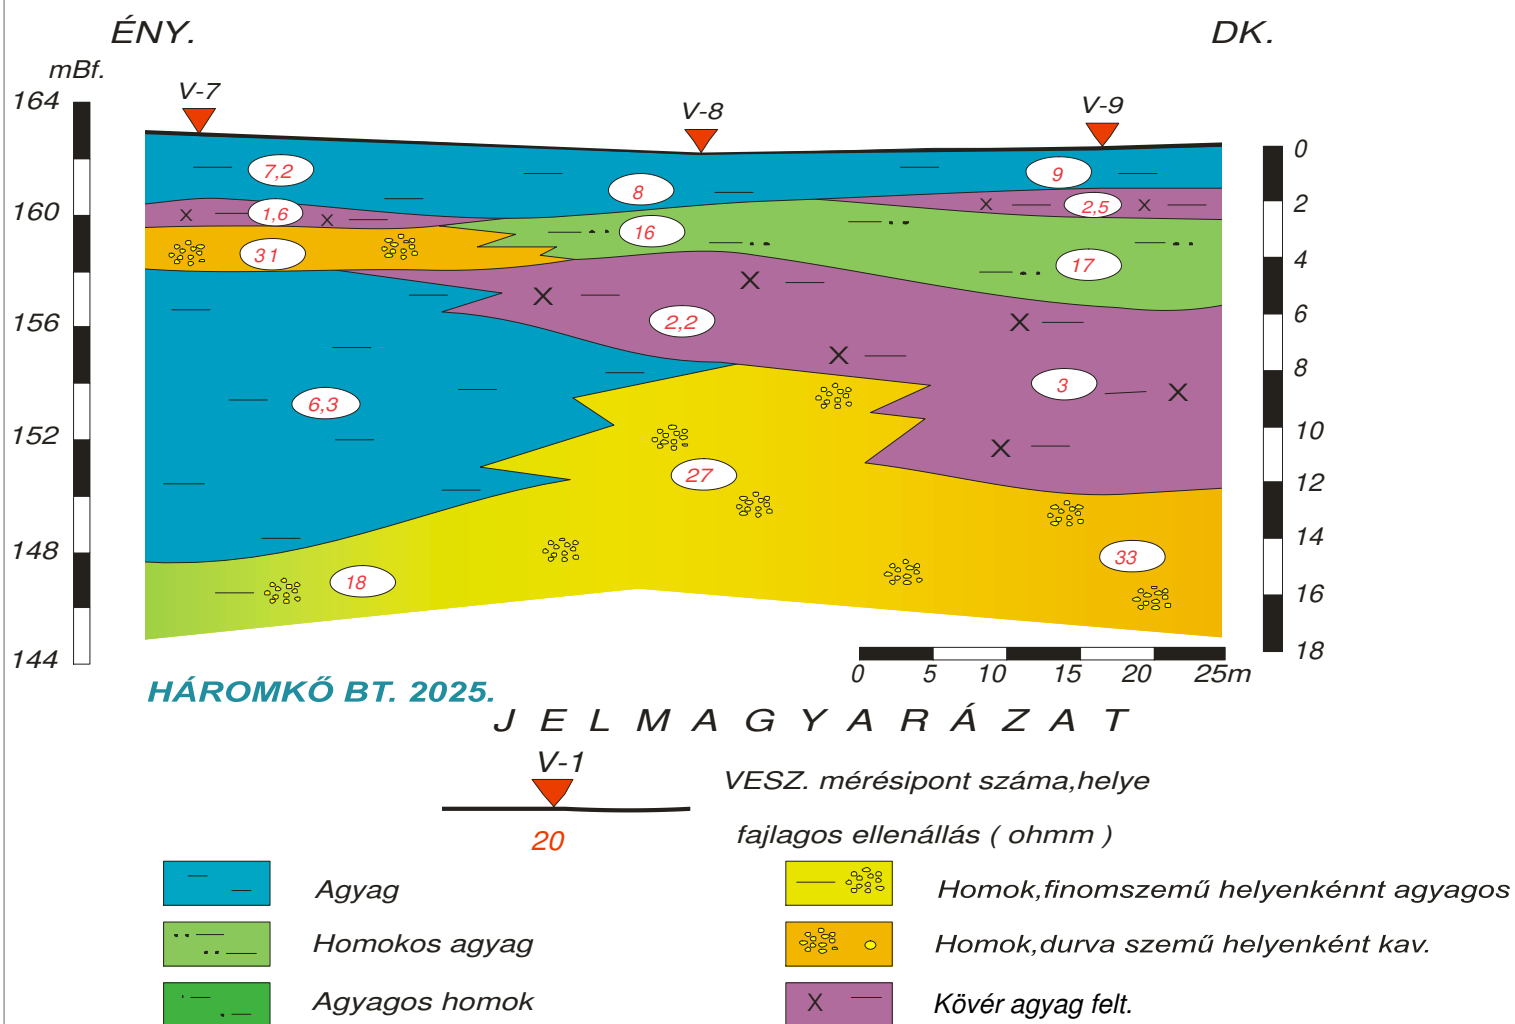 ÉNY.
DK.
mBf.
V-7
V-8
V-9
164
160
156
152
148
144
0
2
4
6
8
10
12
14
16
18
7,2
8
9
1,6
2,5
16
31
17
2,2
3
6,3
27
33
18
0 5 10 15 20 25m
HÁROMKŐ BT. 2025.
JELMAGYARÁZAT
V-1
VESZ. mérésipont száma,helye
20
fajlagos ellenállás ( ohmm )
Agyag
Homok,finomszemű helyenkénnt agyagos
Homokos agyag
Homok,durva szemű helyenként kav.
Agyagos homok
Kövér agyag felt.